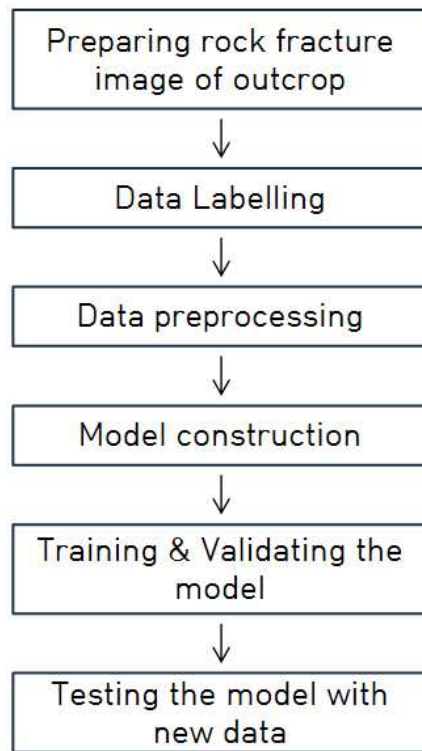 Preparing rock fracture
image of outcrop
Data Labelling
Data preprocessing
Model construction
Training & Validating the
model
Testing the model with
new data